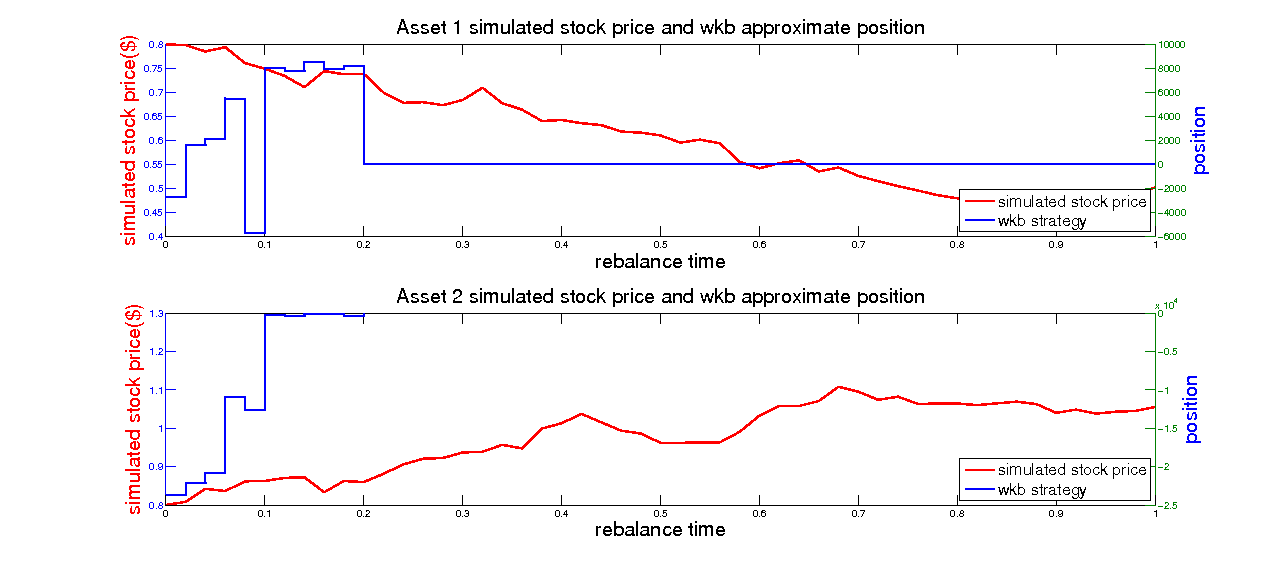 Asset 1 simulated stock price and wkb approximate position
simulated stock price($)
0.8
0.75
0.7
0.65
0.6
0.55
0.5
0.45
0.4
10000
8000
6000
4000
2000
0
−2000
−4000
−6000
position
simulated stock price
wkb strategy
0 0.1 0.2 0.3 0.4 0.5 0.6 0.7 0.8 0.9 1
rebalance time
Asset 2 simulated stock price and wkb approximate position
simulated stock price($)
1.3
1.2
1.1
1
0.9
0.8
x 10^4
0
−0.5
−1
−1.5
−2
−2.5
position
simulated stock price
wkb strategy
0 0.1 0.2 0.3 0.4 0.5 0.6 0.7 0.8 0.9 1
rebalance time